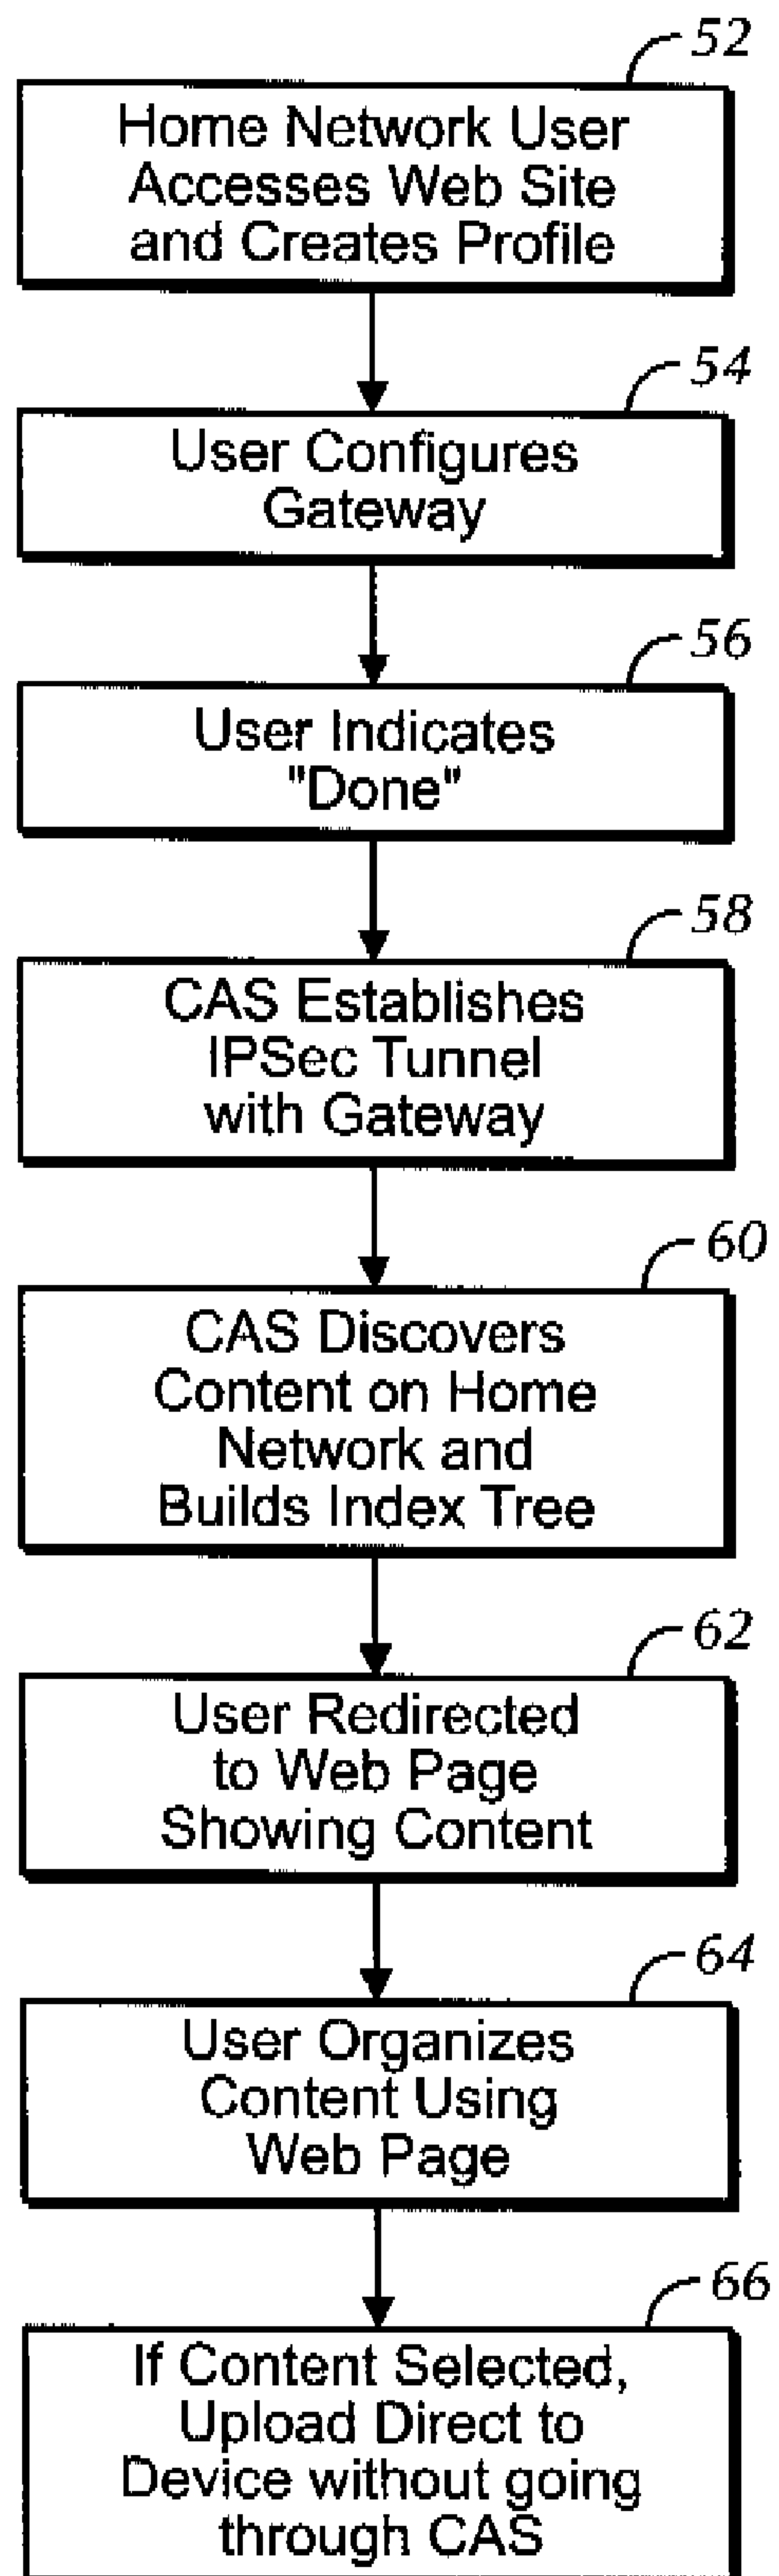 52
Home Network User
Accesses Web Site
and Creates Profile
54
User Configures
Gateway
56
User Indicates
"Done"
58
CAS Establishes
IPSec Tunnel
with Gateway
60
CAS Discovers
Content on Home
Network and
Builds Index Tree
62
User Redirected
to Web Page
Showing Content
64
User Organizes
Content Using
Web Page
66
If Content Selected,
Upload Direct to
Device without going
through CAS